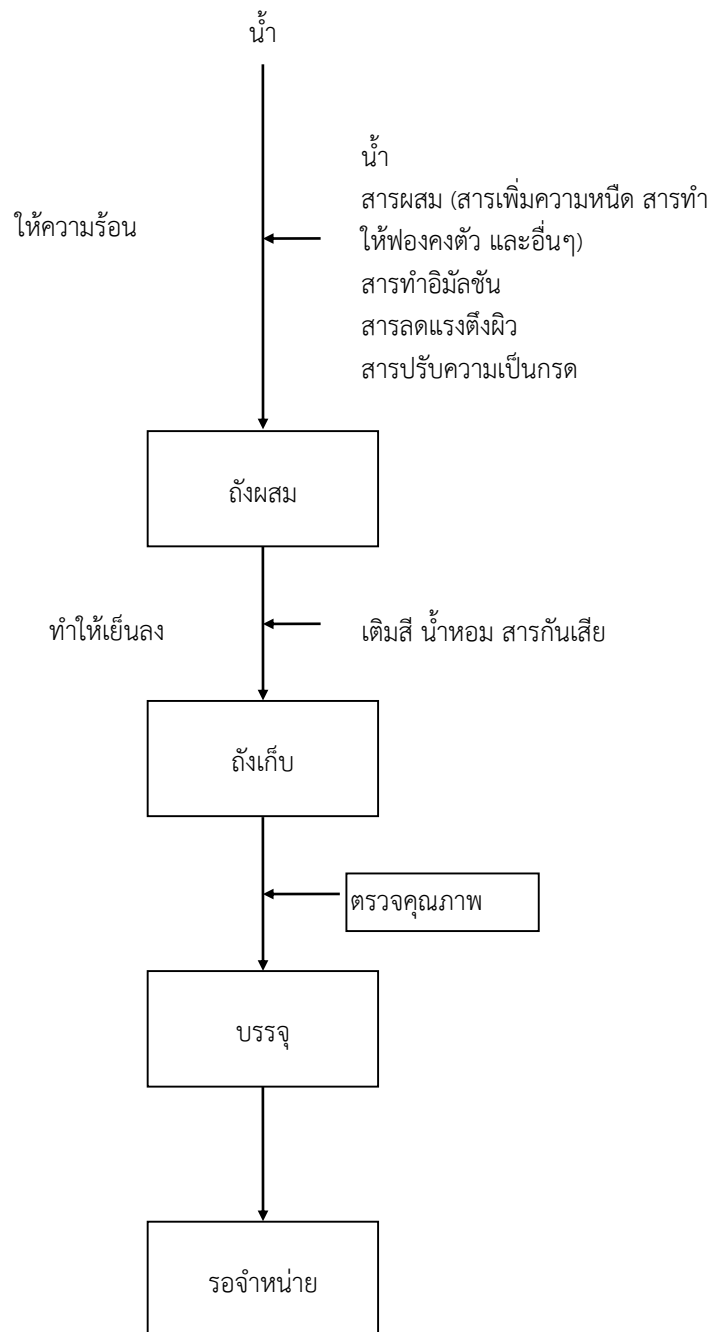 น้ำ
ให้ความร้อน
น้ำ
สารผสม (สารเพิ่มความหนืด สารทำ
ให้ฟองคงตัว และอื่นๆ)
สารทำอิมัลชัน
สารลดแรงตึงผิว
สารปรับความเป็นกรด
ถังผสม
ทำให้เย็นลง
เติมสี น้ำหอม สารกันเสีย
ถังเก็บ
ตรวจคุณภาพ
บรรจุ
รอจำหน่าย